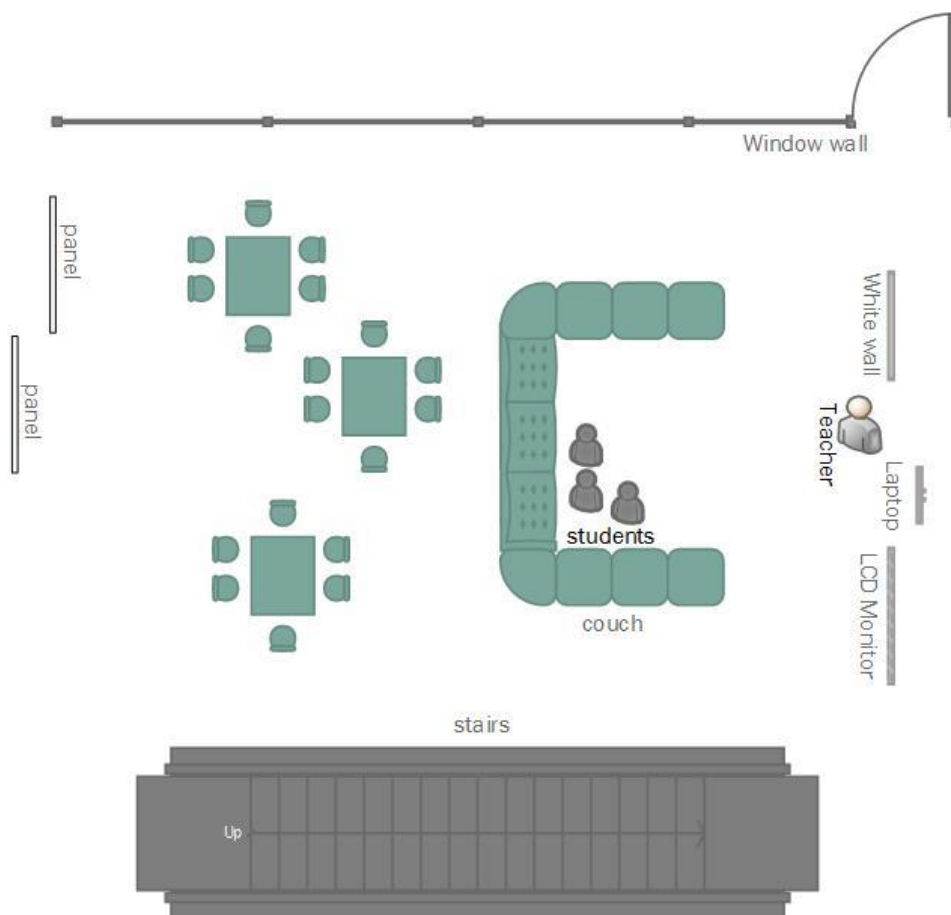 Window wall
panel
panel
White wall
Teacher
Laptop
students
LCD Monitor
couch
stairs
Up